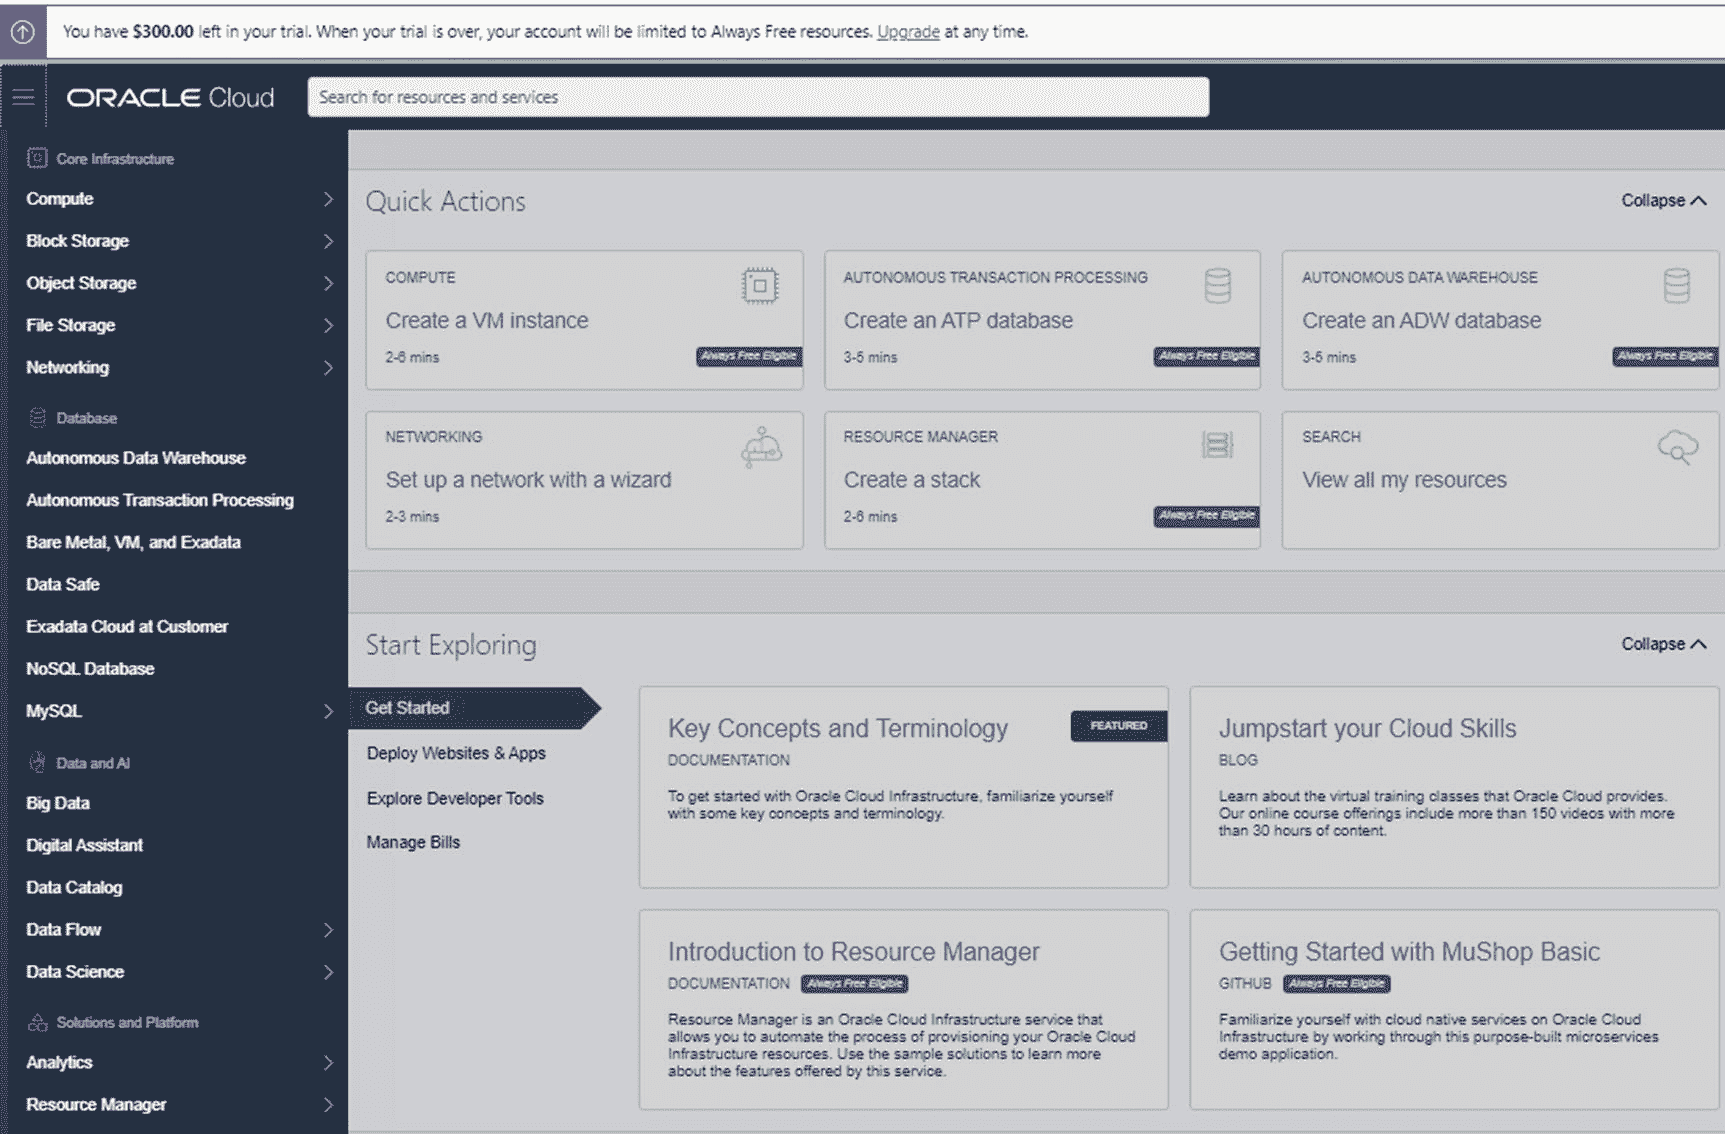 You have $300.00 left in your trial. When your trial is over, your account will be limited to Always Free resources. Upgrade at any time.
ORACLE Cloud
Search for resources and services
Core Infrastructure
Compute
Block Storage
Object Storage
File Storage
Networking
Database
Autonomous Data Warehouse
Autonomous Transaction Processing
Bare Metal, VM, and Exadata
Data Safe
Exadata Cloud at Customer
NoSQL Database
MySQL
Data and AI
Big Data
Digital Assistant
Data Catalog
Data Flow
Data Science
Solutions and Platform
Analytics
Resource Manager
Quick Actions
Collapse
COMPUTE
Create a VM instance
2-6 mins
Always Free Eligible
AUTONOMOUS TRANSACTION PROCESSING
Create an ATP database
3-5 mins
Always Free Eligible
AUTONOMOUS DATA WAREHOUSE
Create an ADW database
3-5 mins
Always Free Eligible
NETWORKING
Set up a network with a wizard
2-3 mins
RESOURCE MANAGER
Create a stack
2-6 mins
Always Free Eligible
SEARCH
View all my resources
Start Exploring
Collapse
Get Started
Deploy Websites & Apps
Explore Developer Tools
Manage Bills
Key Concepts and Terminology
FEATURED
DOCUMENTATION
To get started with Oracle Cloud Infrastructure, familiarize yourself
with some key concepts and terminology.
Jumpstart your Cloud Skills
BLOG
Learn about the virtual training classes that Oracle Cloud provides.
Our online course offerings include more than 150 videos with more
than 30 hours of content.
Introduction to Resource Manager
DOCUMENTATION Always Free Eligible
Resource Manager is an Oracle Cloud Infrastructure service that
allows you to automate the process of provisioning your Oracle Cloud
Infrastructure resources. Use the sample solutions to learn more
about the features offered by this service.
Getting Started with MuShop Basic
GITHUB Always Free Eligible
Familiarize yourself with cloud native services on Oracle Cloud
Infrastructure by working through this purpose-built microservices
demo application.